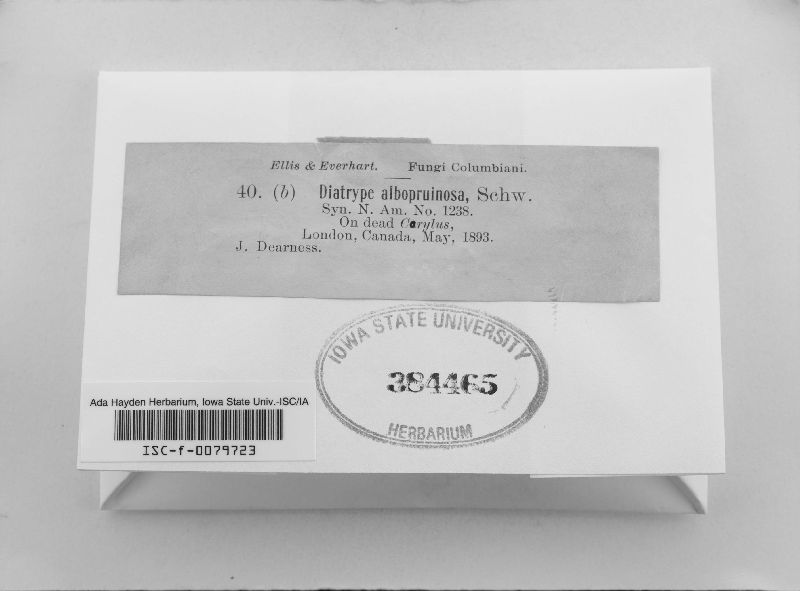 Ellis & Everhart. Fungi Columbiani.
40. (b) Diatrype albopruinosa, Schw.
Syn. N. Am. No. 1238.
On dead Corylus,
London, Canada, May, 1893.
J. Dearness.
IOWA STATE UNIVERSITY
384465
HERBARIUM
Ada Hayden Herbarium, Iowa State Univ.-ISC/IA
ISC-f-0079723